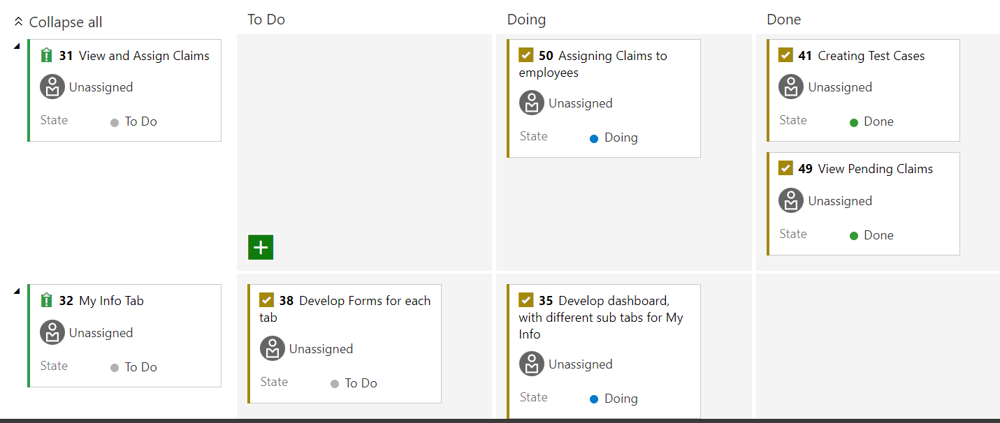 Collapse all
To Do
Doing
Done
31 View and Assign Claims
Unassigned
State
To Do
50 Assigning Claims to
employees
Unassigned
State
Doing
41 Creating Test Cases
Unassigned
State
Done
49 View Pending Claims
Unassigned
State
Done
32 My Info Tab
Unassigned
State
To Do
38 Develop Forms for each
tab
Unassigned
State
To Do
35 Develop dashboard,
with different sub tabs for My
Info
Unassigned
State
Doing